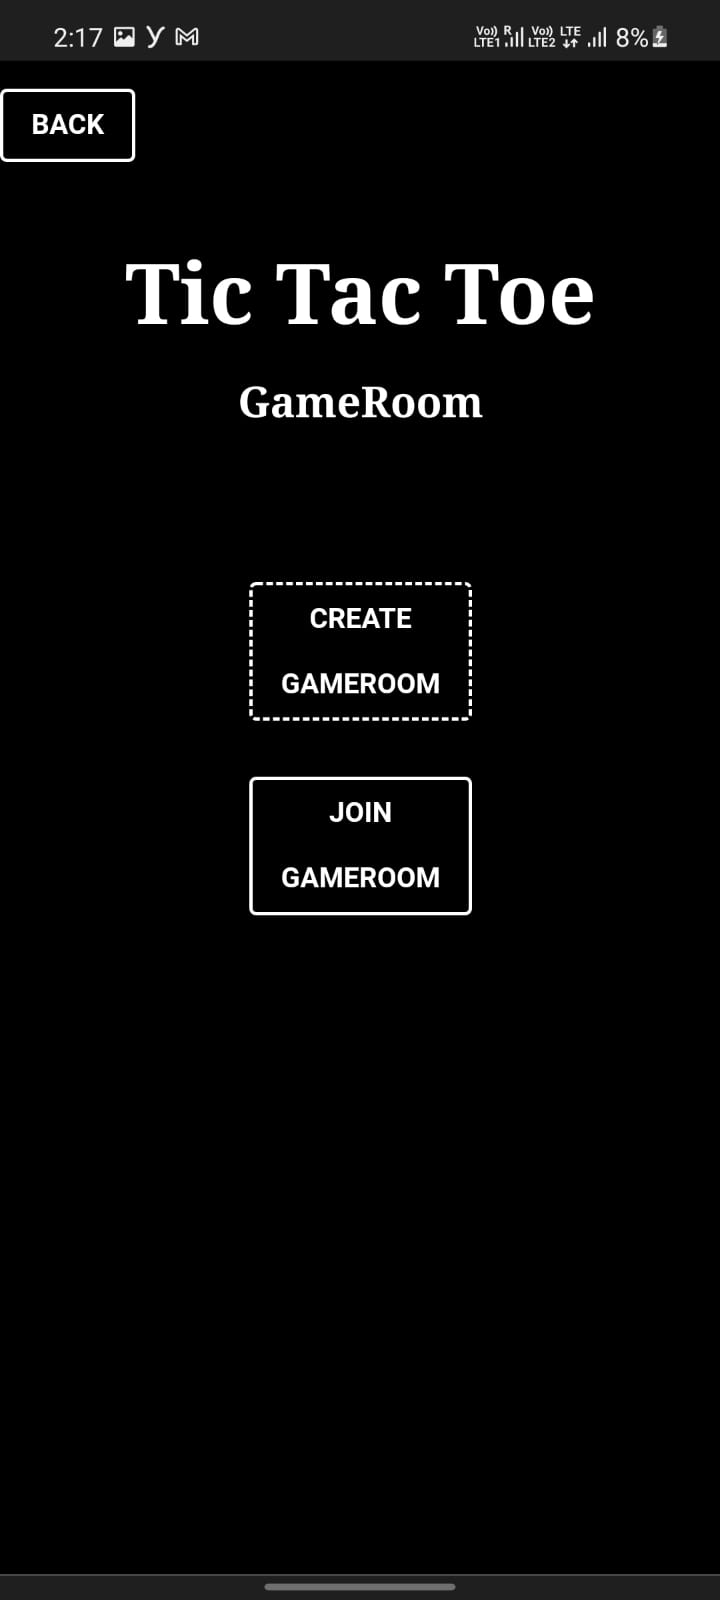 2:17
Vo)) R Vo)) LTE 8%
LTE1 LTE2
BACK
Tic Tac Toe
GameRoom
CREATE
GAMEROOM
JOIN
GAMEROOM